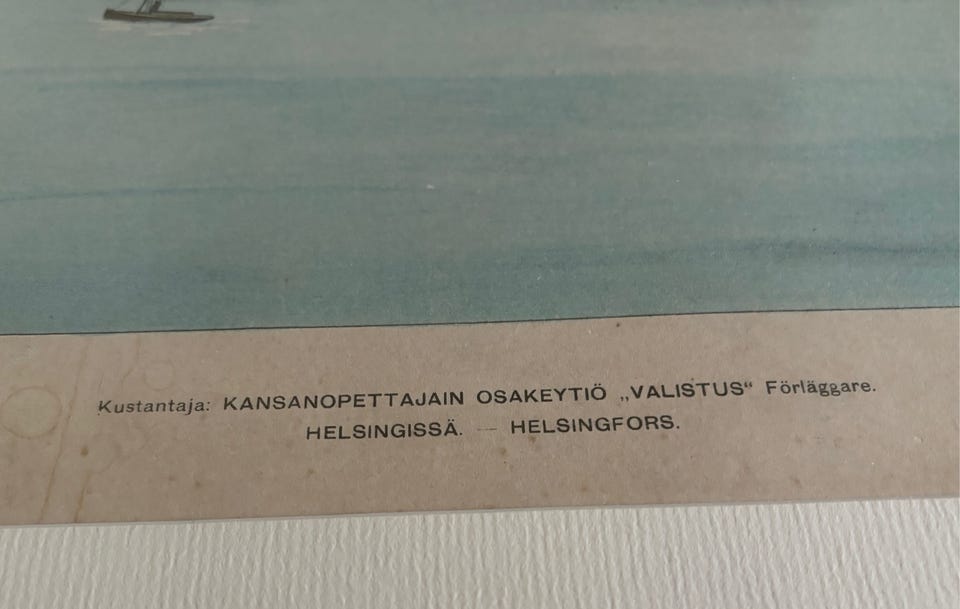 Kustantaja: KANSANOPETTAJAIN OSAKEYTIÖ „VALISTUS“ Förläggare.
HELSINGISSÄ. — HELSINGFORS.